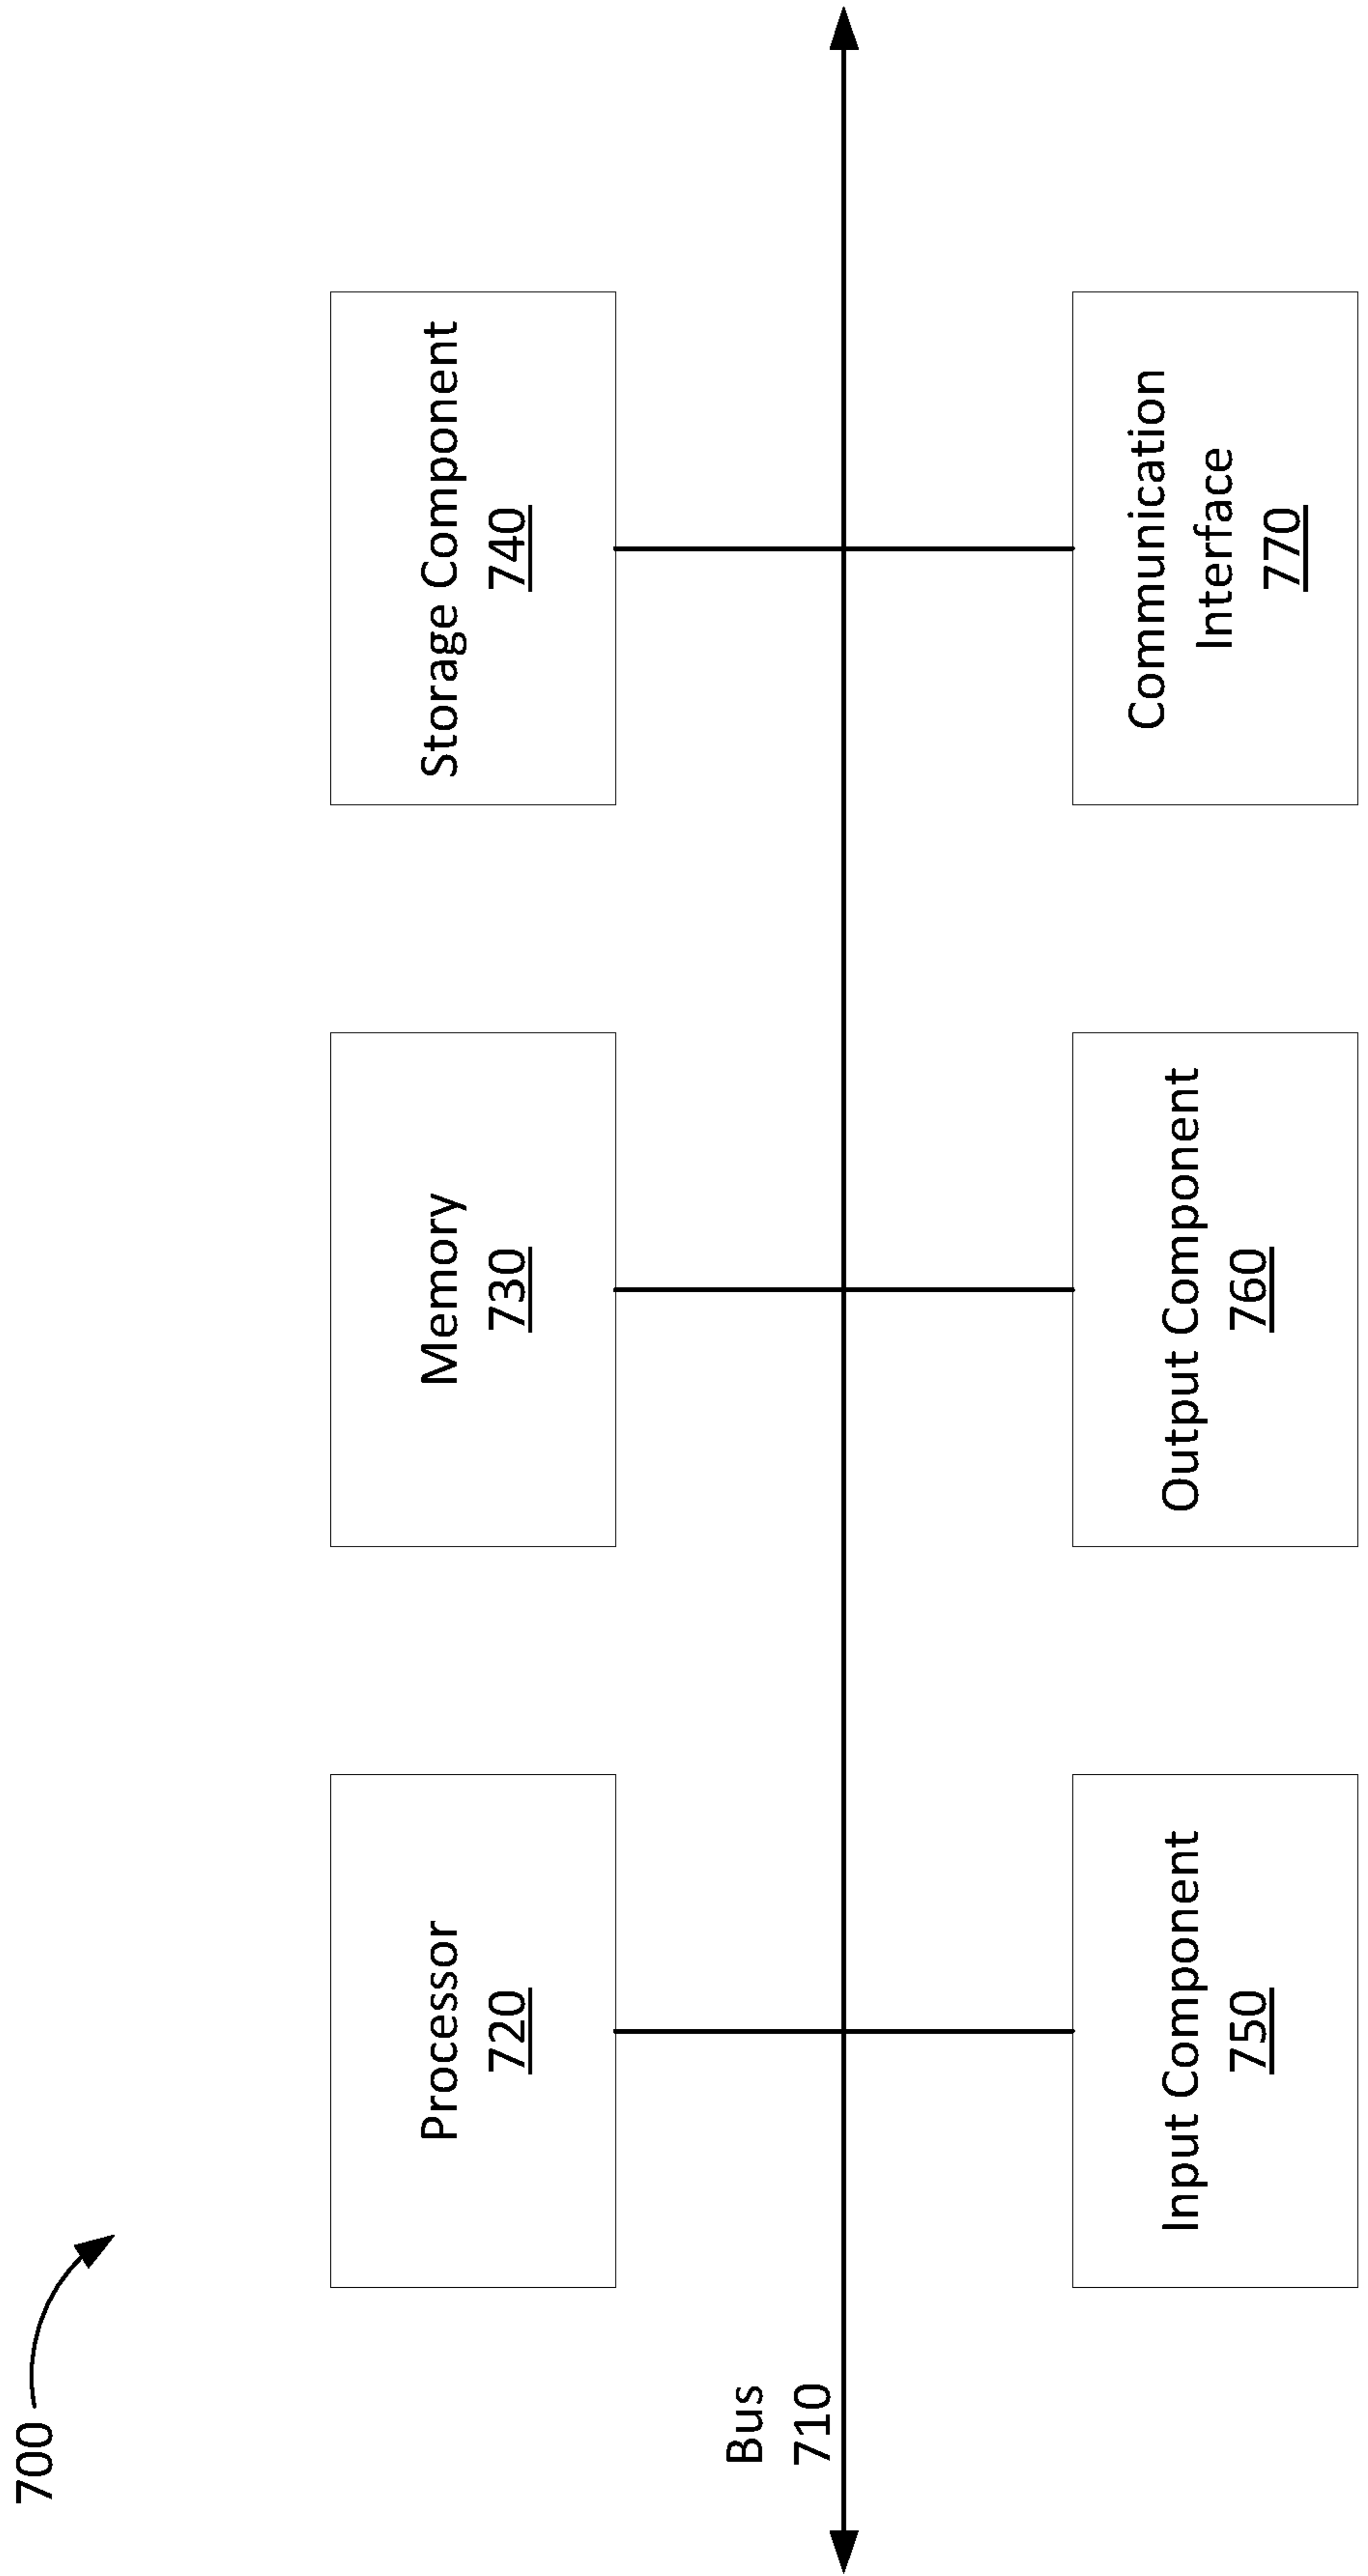 700
Processor
720
Memory
730
Storage Component
740
Bus
710
Input Component
750
Output Component
760
Communication
Interface
770